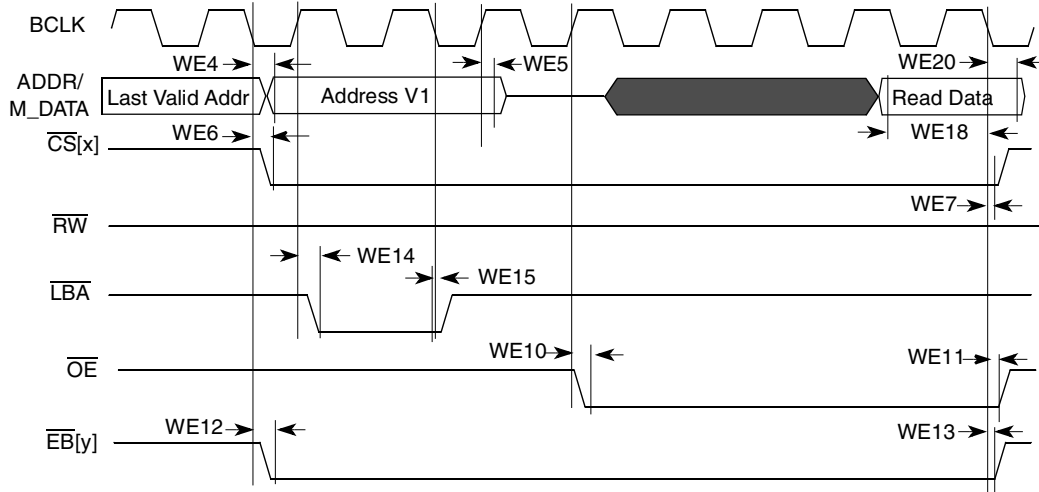 BCLK
WE4
WE5
WE20
ADDR/
M_DATA
Last Valid Addr
Address V1
Read Data
WE6
WE18
CS[x]
WE7
RW
WE14
WE15
LBA
WE10
WE11
OE
WE12
WE13
EB[y]